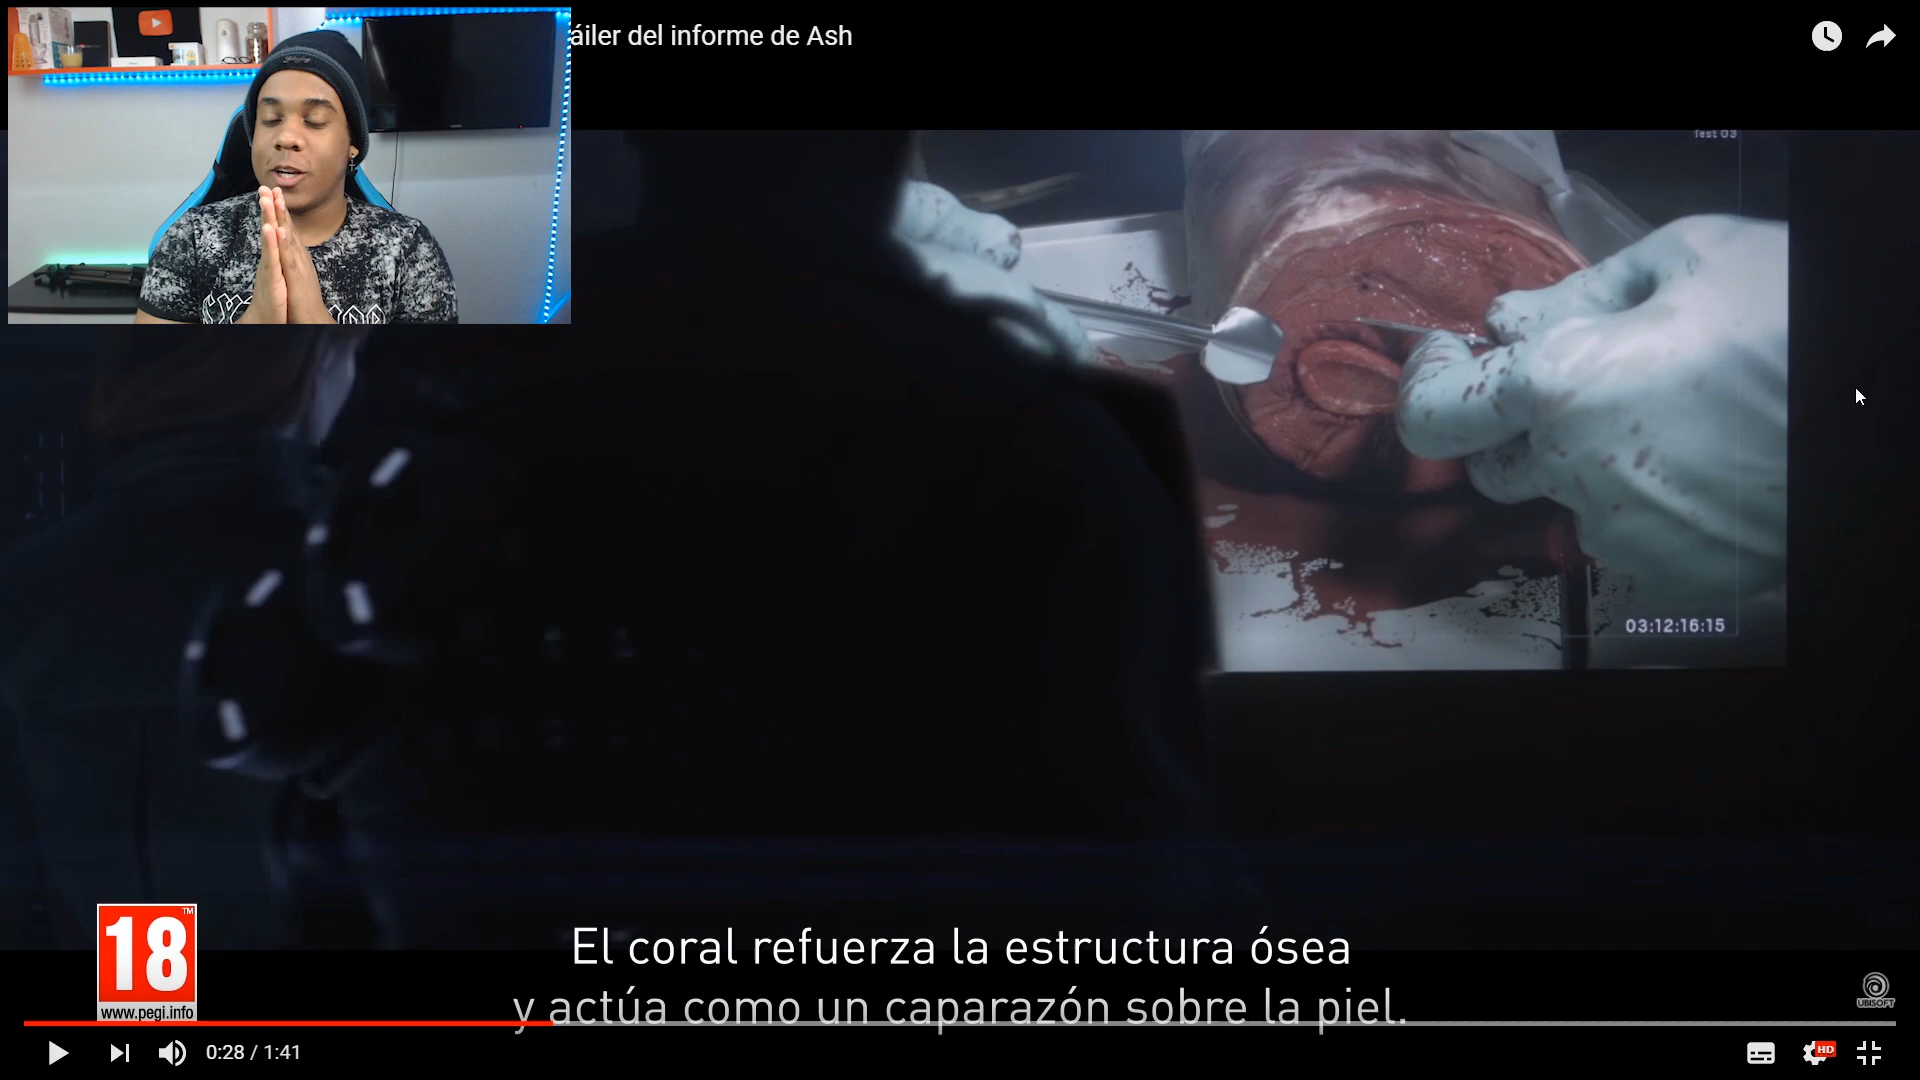 áiler del informe de Ash
Test 03
03:12:16:15
18
TM
www.pegi.info
El coral refuerza la estructura ósea
y actúa como un caparazón sobre la piel.
UBISOFT
0:28 / 1:41
HD